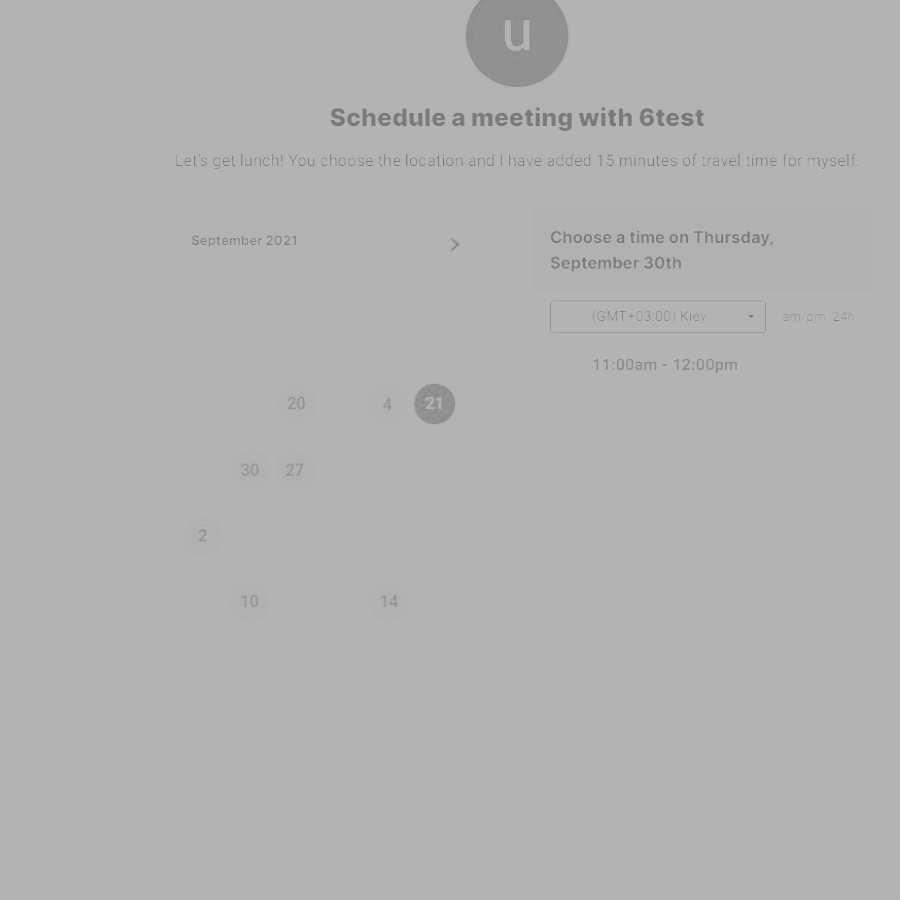 u
Schedule a meeting with 6test
Let's get lunch! You choose the location and I have added 15 minutes of travel time for myself.
September 2021
Choose a time on Thursday,
September 30th
(GMT+03:00) Kiev
am/pm 24h
11:00am - 12:00pm
20 4 21
30 27
2
10 14